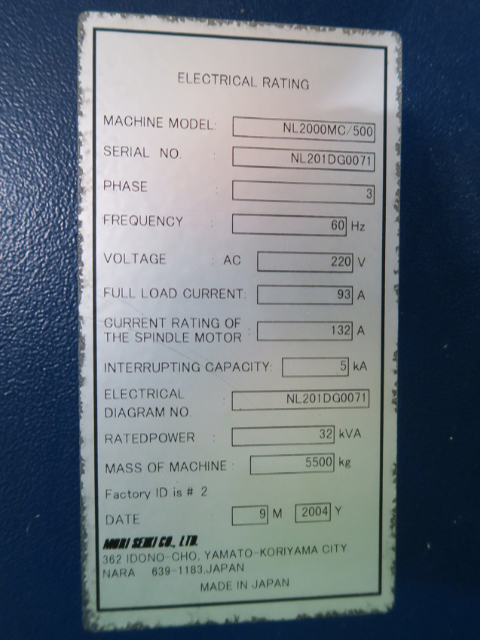 ELECTRICAL RATING
MACHINE MODEL: NL2000MC/500
SERIAL NO. : NL201DG0071
PHASE : 3
FREQUENCY : 60 Hz
VOLTAGE : AC 220 V
FULL LOAD CURRENT: 93 A
CURRENT RATING OF
THE SPINDLE MOTOR : 132 A
INTERRUPTING CAPACITY: 5 kA
ELECTRICAL
DIAGRAM NO. : NL201DG0071
RATEDPOWER : 32 kVA
MASS OF MACHINE : 5500 kg
Factory ID is # 2
DATE 9 M 2004 Y
MORI SEIKI CO., LTD.
362 IDONO-CHO, YAMATO-KORIYAMA CITY
NARA 639-1183,JAPAN
MADE IN JAPAN